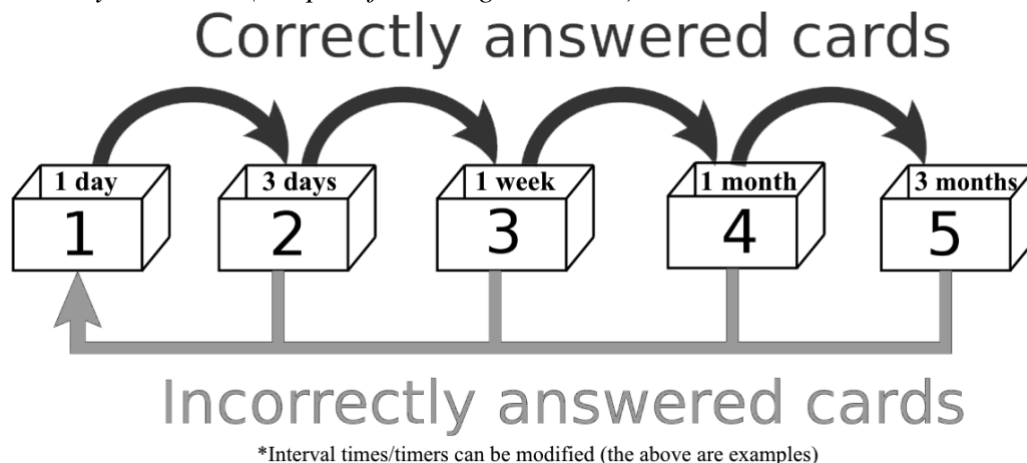 Correctly answered cards
1 day 3 days 1 week 1 month 3 months
1 2 3 4 5
Incorrectly answered cards
*Interval times/timers can be modified (the above are examples)